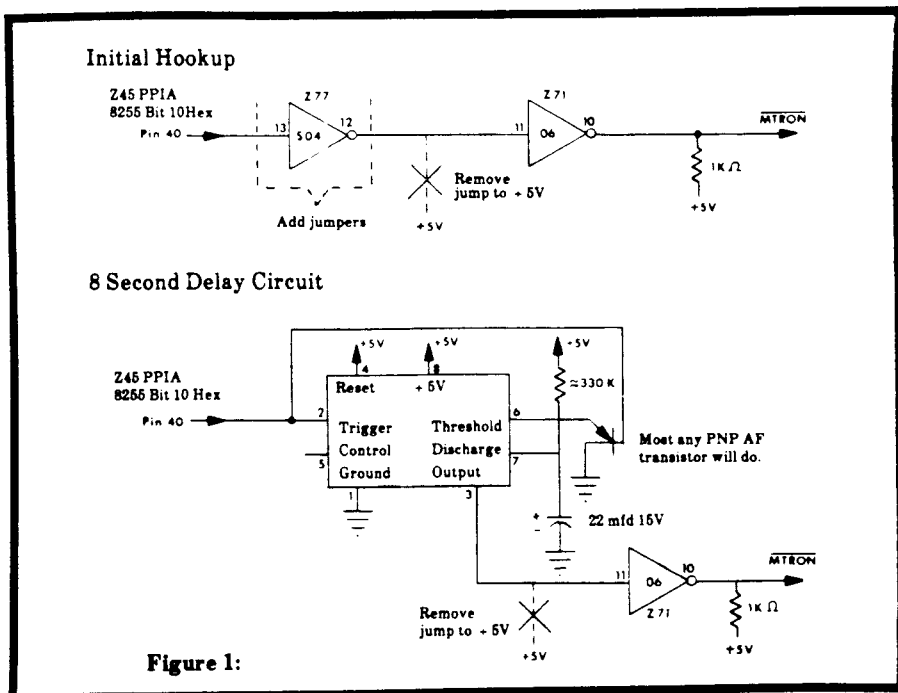 Initial Hookup
Z45 PPIA
8255 Bit 10Hex
Pin 40
13
Z77
S04
12
Add jumpers
Remove
jump to + 5V
+5V
11
Z71
06
10
MTRON
1K Ω
+5V
8 Second Delay Circuit
Z45 PPIA
8255 Bit 10 Hex
Pin 40
+5V
4
+5V
8
+5V
≈330 K
Reset
+ 5V
2
Trigger
Threshold
6
Control
Discharge
7
5
Ground
Output
1
3
Most any PNP AF
transistor will do.
+
22 mfd 15V
Remove
jump to + 5V
+5V
11
06
10
Z71
MTRON
1K Ω
+5V
Figure 1: